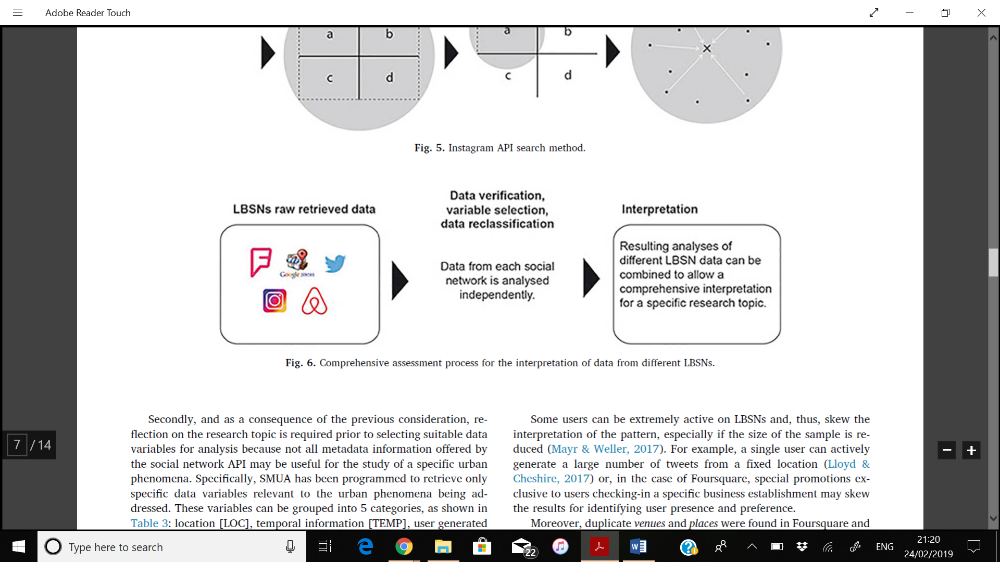 Adobe Reader Touch
a b
c d
a b
c d
x
Fig. 5. Instagram API search method.
LBSNs raw retrieved data
Google
Data verification,
variable selection,
data reclassification
Data from each social
network is analysed
independently.
Interpretation
Resulting analyses of
different LBSN data can be
combined to allow a
comprehensive interpretation
for a specific research topic.
Fig. 6. Comprehensive assessment process for the interpretation of data from different LBSNs.
Secondly, and as a consequence of the previous consideration, re-
flection on the research topic is required prior to selecting suitable data
variables for analysis because not all metadata information offered by
the social network API may be useful for the study of a specific urban
phenomena. Specifically, SMUA has been programmed to retrieve only
specific data variables relevant to the urban phenomena being ad-
dressed. These variables can be grouped into 5 categories, as shown in
Table 3: location [LOC], temporal information [TEMP], user generated
Some users can be extremely active on LBSNs and, thus, skew the
interpretation of the pattern, especially if the size of the sample is re-
duced (Mayr & Weller, 2017). For example, a single user can actively
generate a large number of tweets from a fixed location (Lloyd &
Cheshire, 2017) or, in the case of Foursquare, special promotions ex-
clusive to users checking-in a specific business establishment may skew
the results for identifying user presence and preference.
Moreover, duplicate venues and places were found in Foursquare and
7 / 14
Type here to search
22
ENG
21:20
24/02/2019